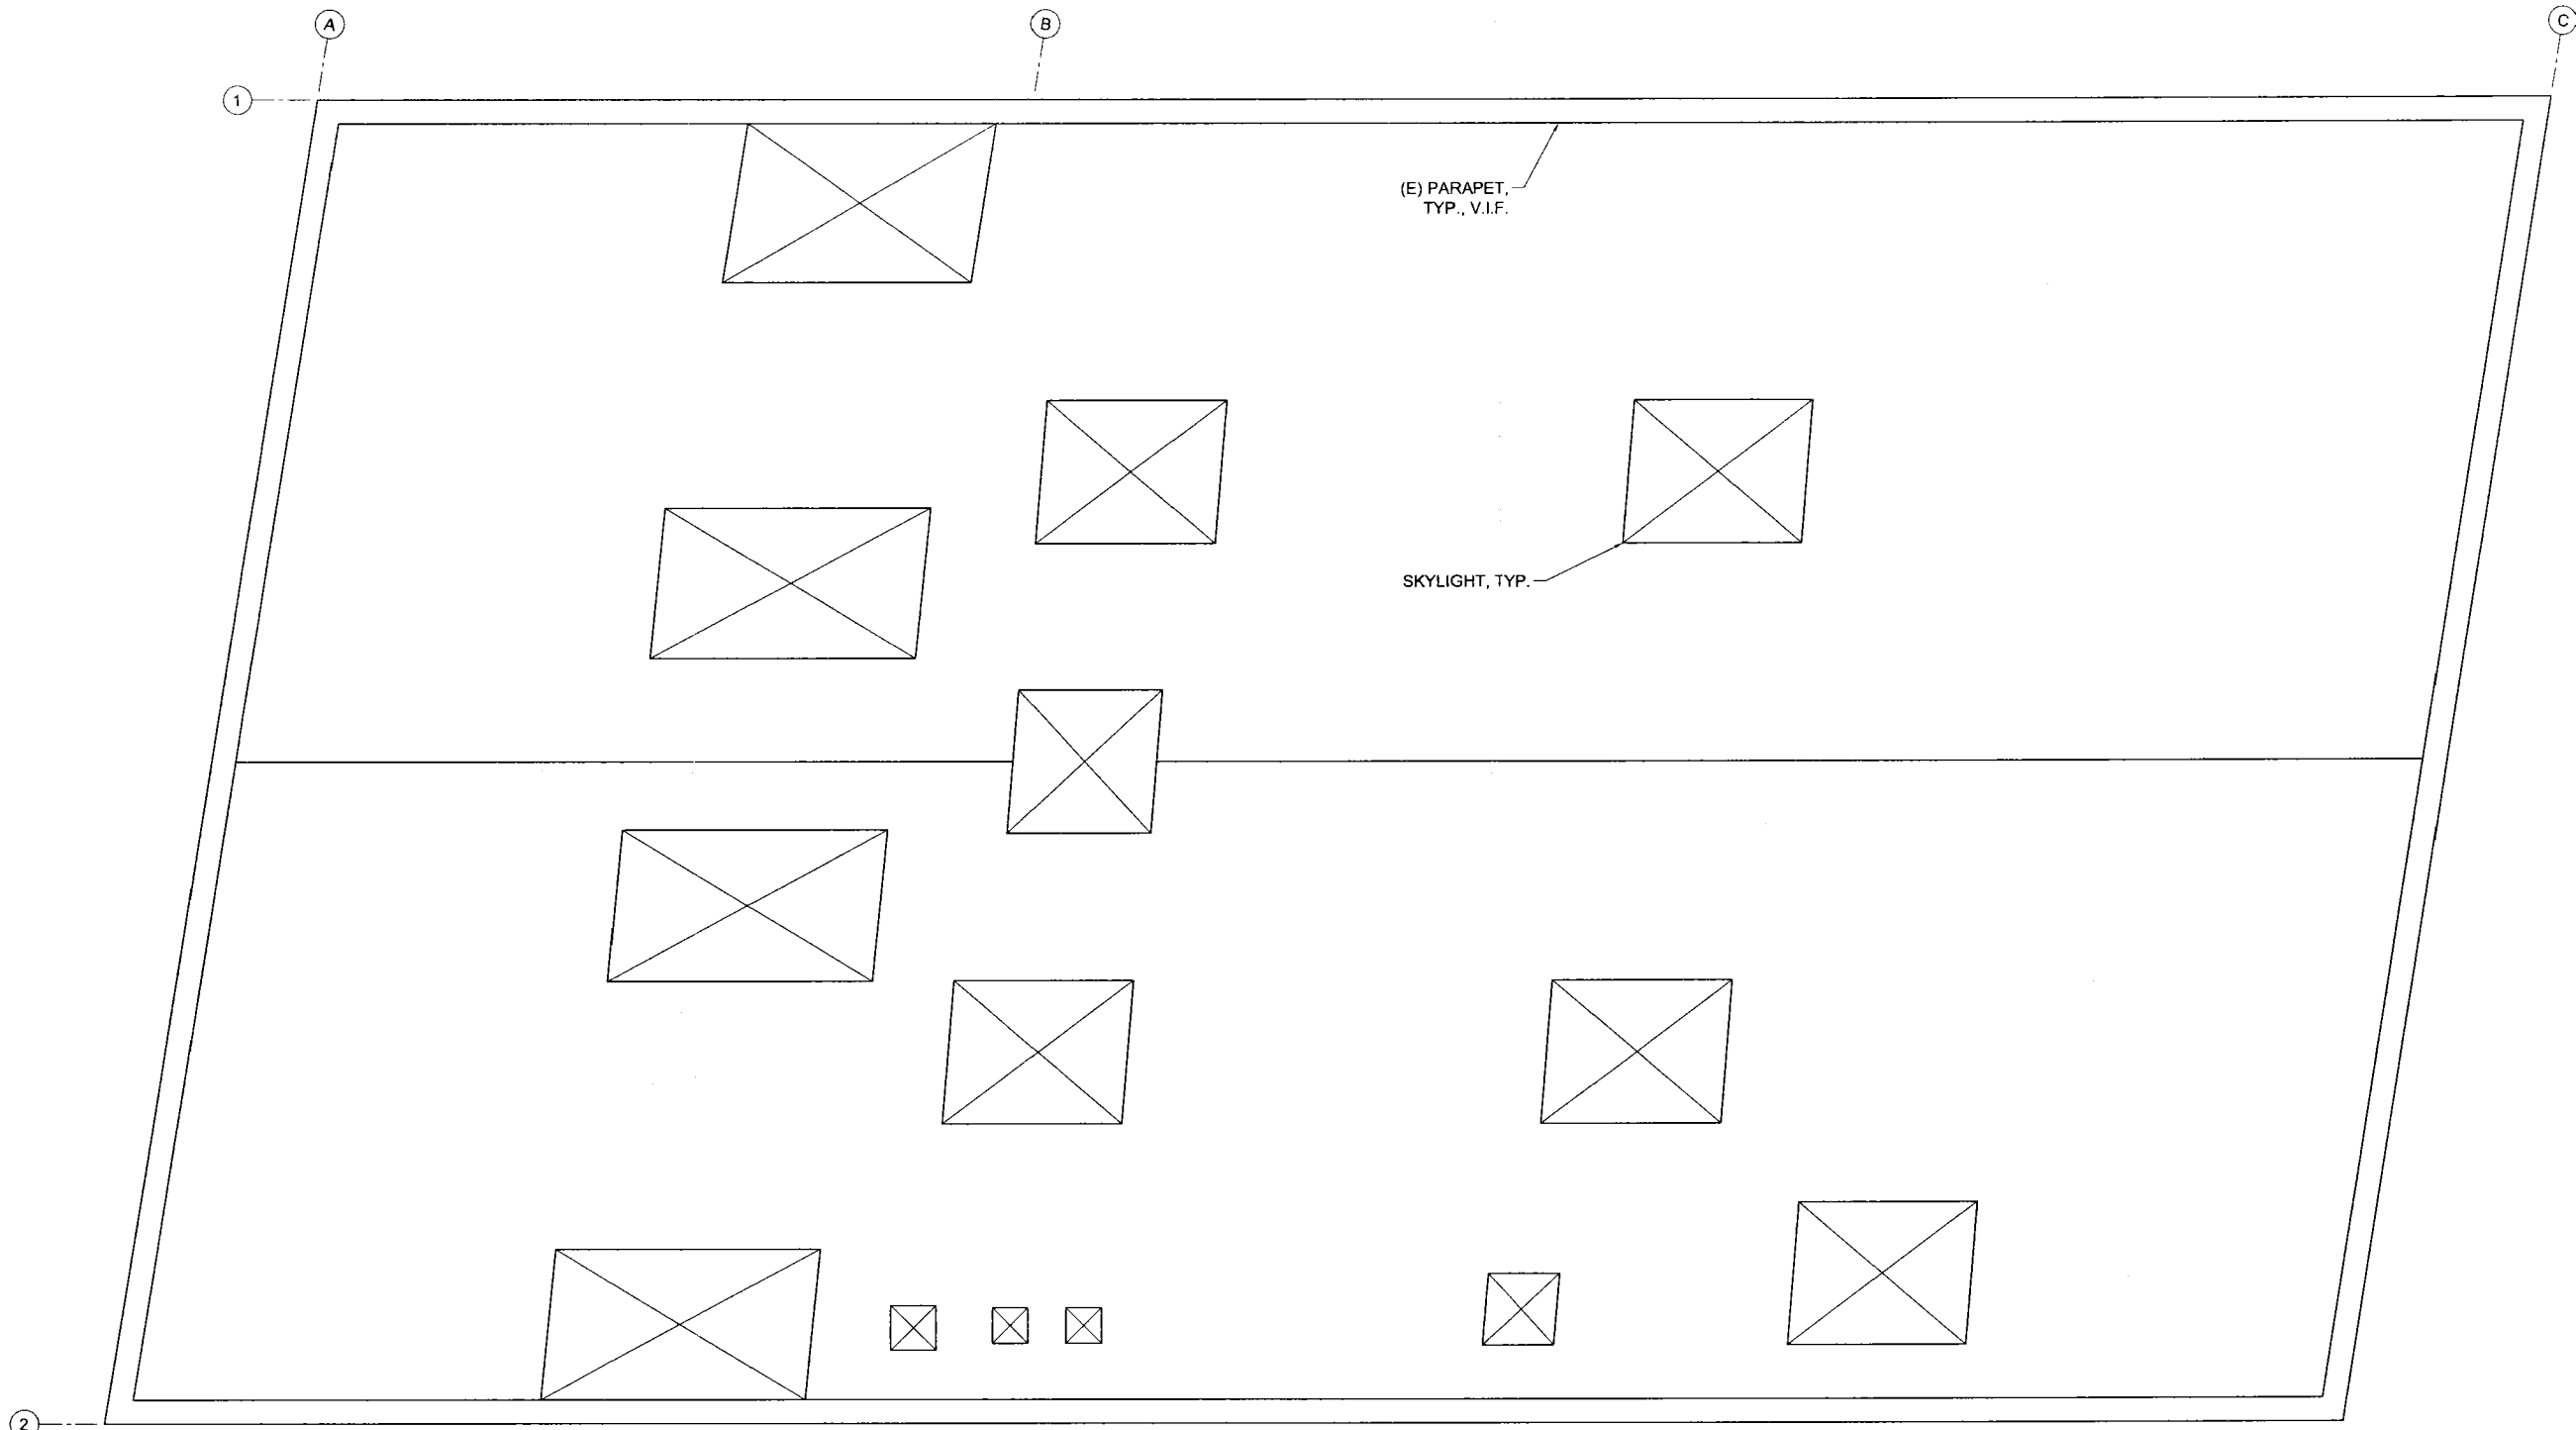 A
B
C
1
(E) PARAPET,
TYP., V.I.F.
SKYLIGHT, TYP.
2